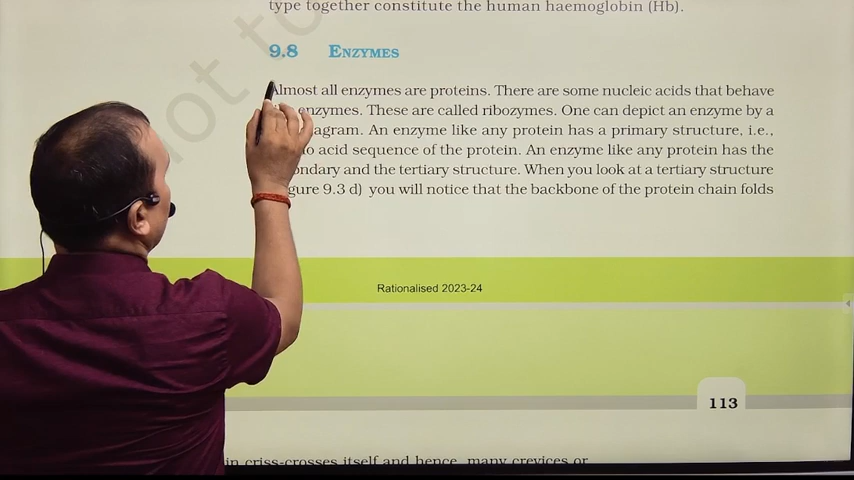 type together constitute the human haemoglobin (Hb).
9.8 ENZYMES
Almost all enzymes are proteins. There are some nucleic acids that behave
enzymes. These are called ribozymes. One can depict an enzyme by a
agram. An enzyme like any protein has a primary structure, i.e.,
o acid sequence of the protein. An enzyme like any protein has the
ondary and the tertiary structure. When you look at a tertiary structure
gure 9.3 d) you will notice that the backbone of the protein chain folds
not to
Rationalised 2023-24
113
in criss-crosses itself and hence, many crevices or